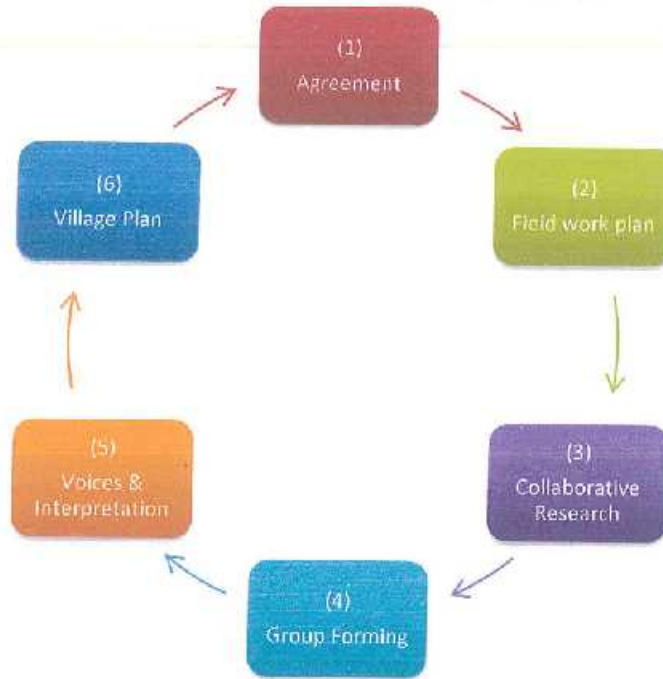 (1)
Agreement
(2)
Field work plan
(3)
Collaborative
Research
(4)
Group Forming
(5)
Voices &
Interpretation
(6)
Village Plan